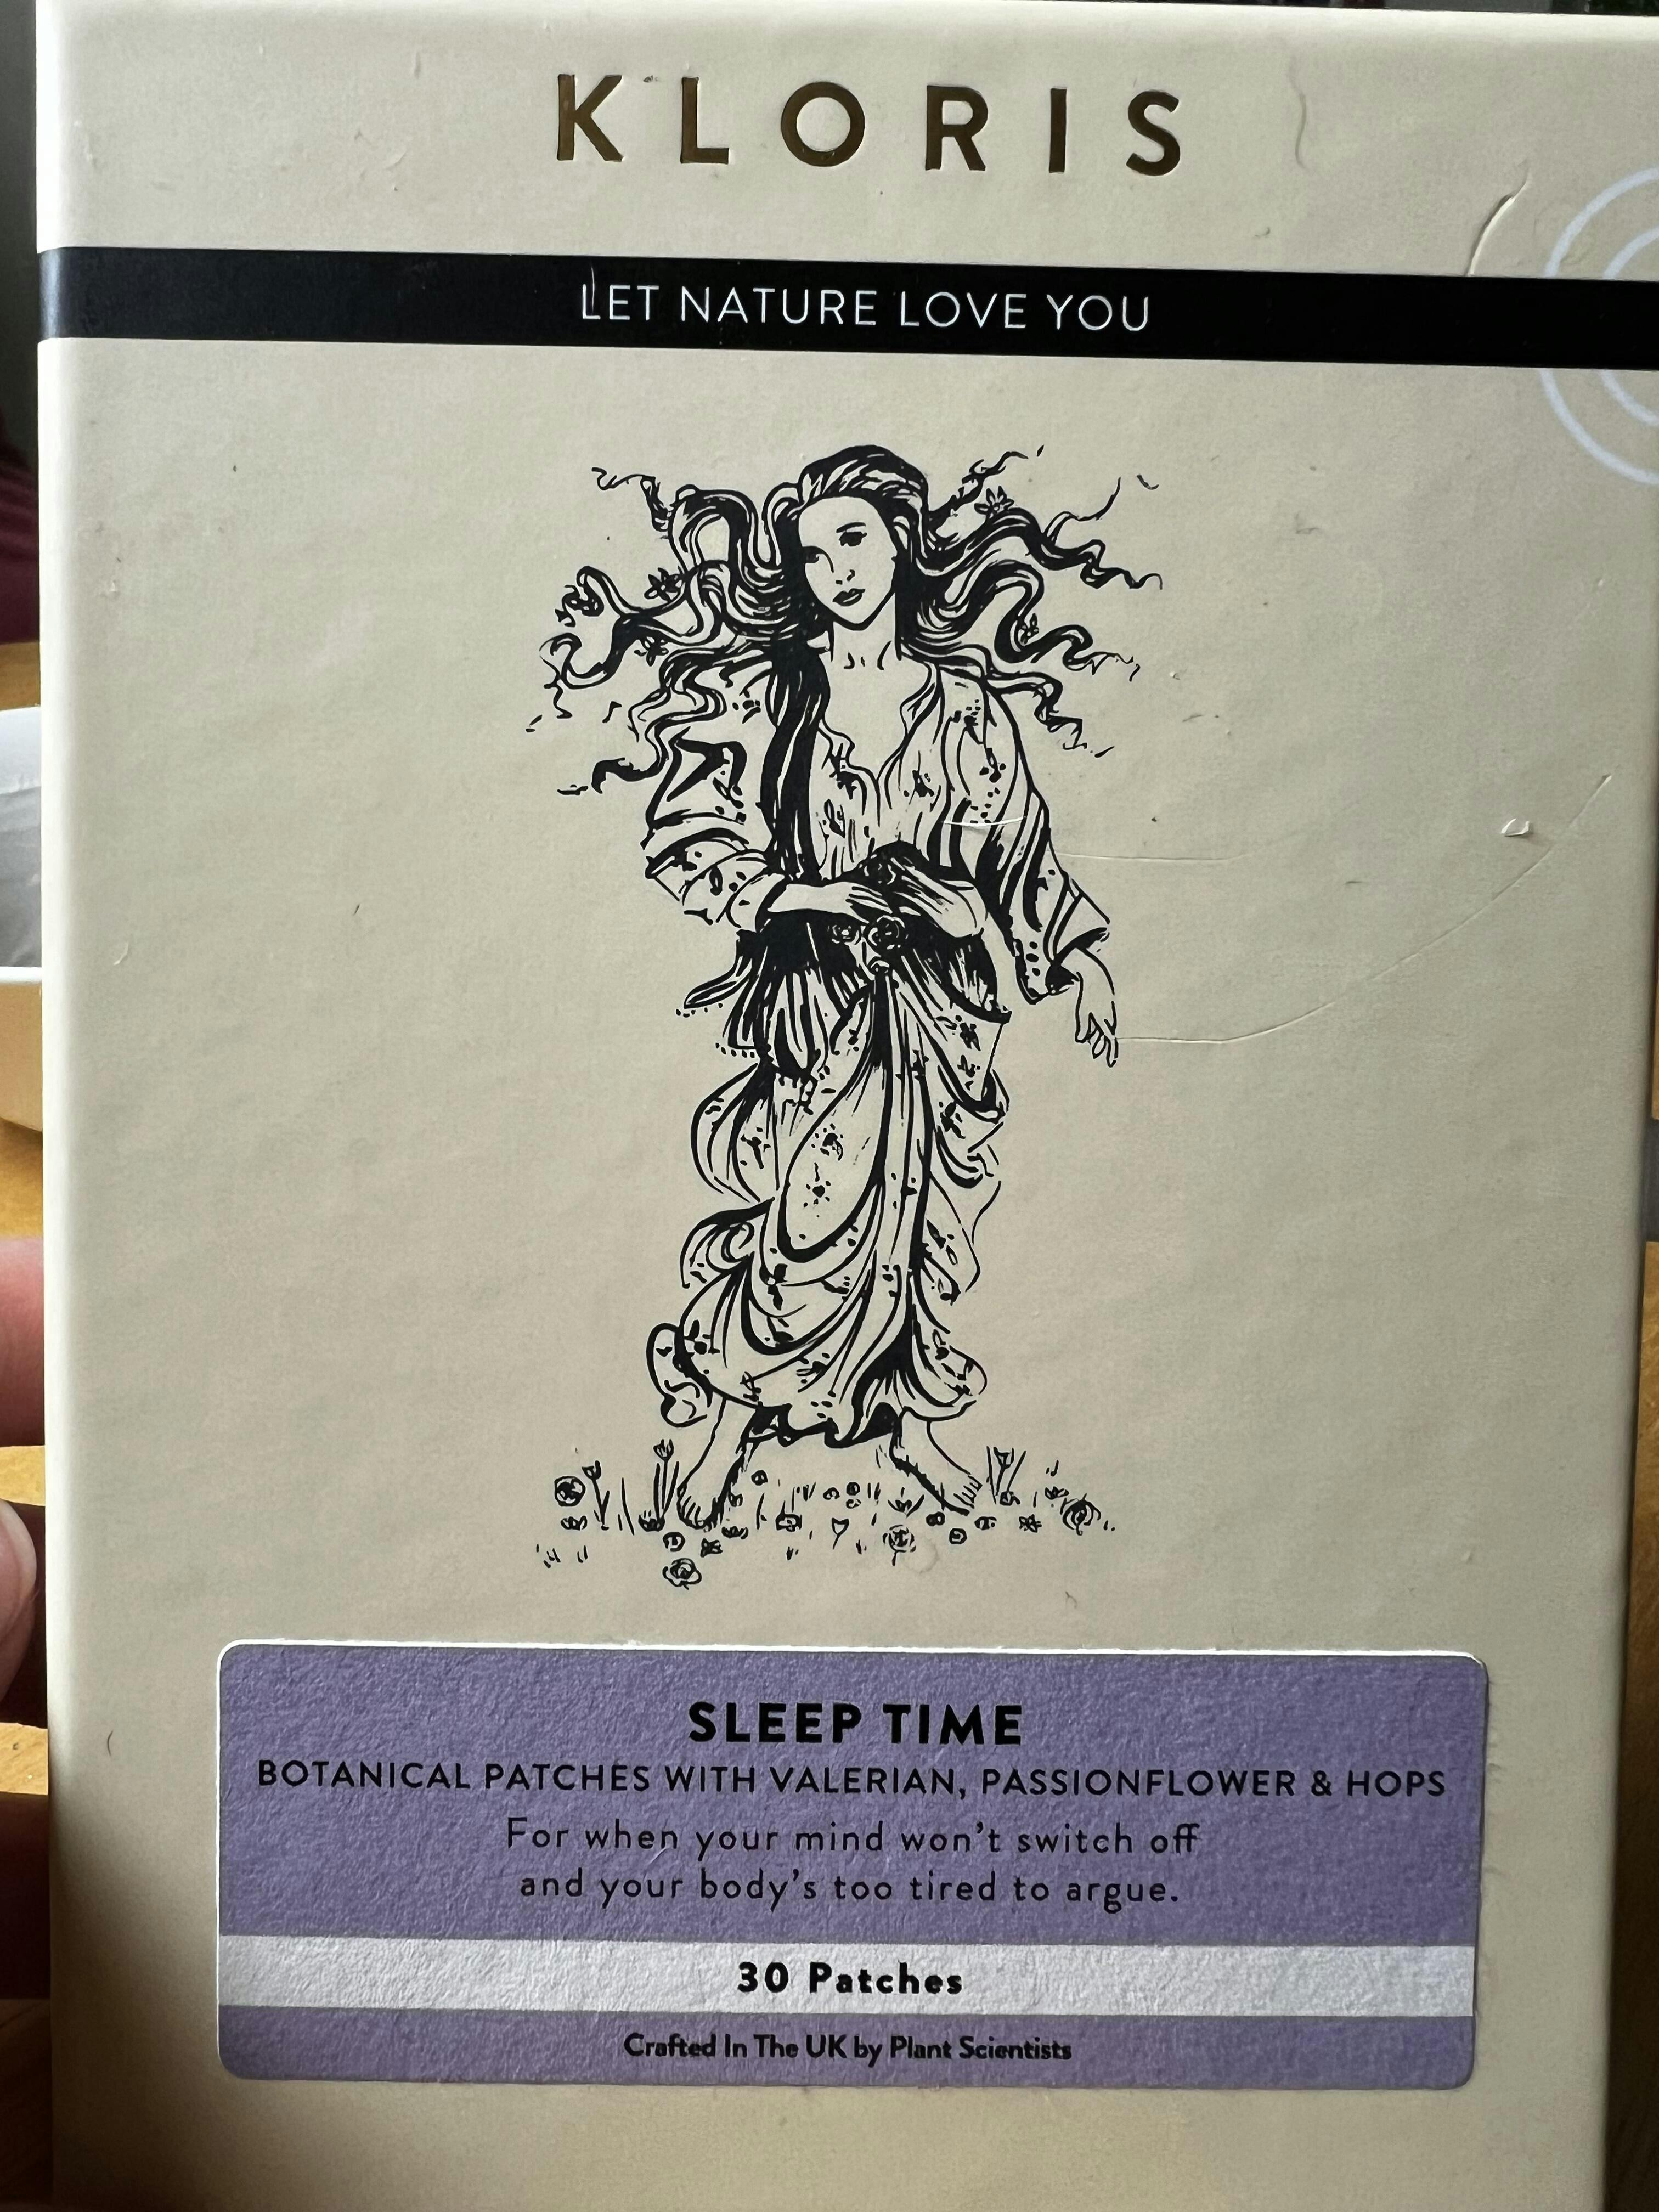 KLORIS
LET NATURE LOVE YOU
SLEEP TIME
BOTANICAL PATCHES WITH VALERIAN, PASSIONFLOWER & HOPS
For when your mind won't switch off
and your body's too tired to argue.
30 Patches
Crafted In The UK by Plant Scientists